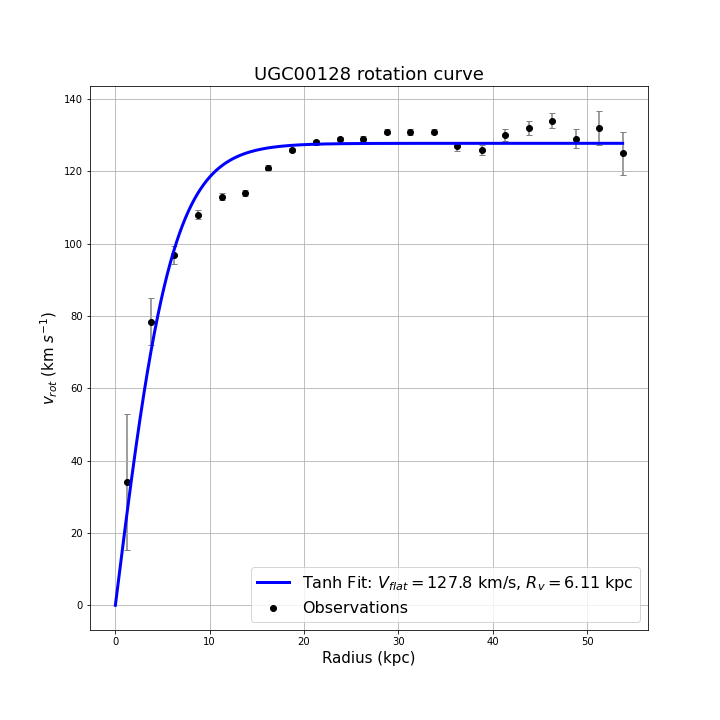 UGC00128 rotation curve
140
120
100
80
60
40
20
0
v_rot (km s⁻¹)
Tanh Fit: V_flat = 127.8 km/s, R_v = 6.11 kpc
Observations
0 10 20 30 40 50
Radius (kpc)